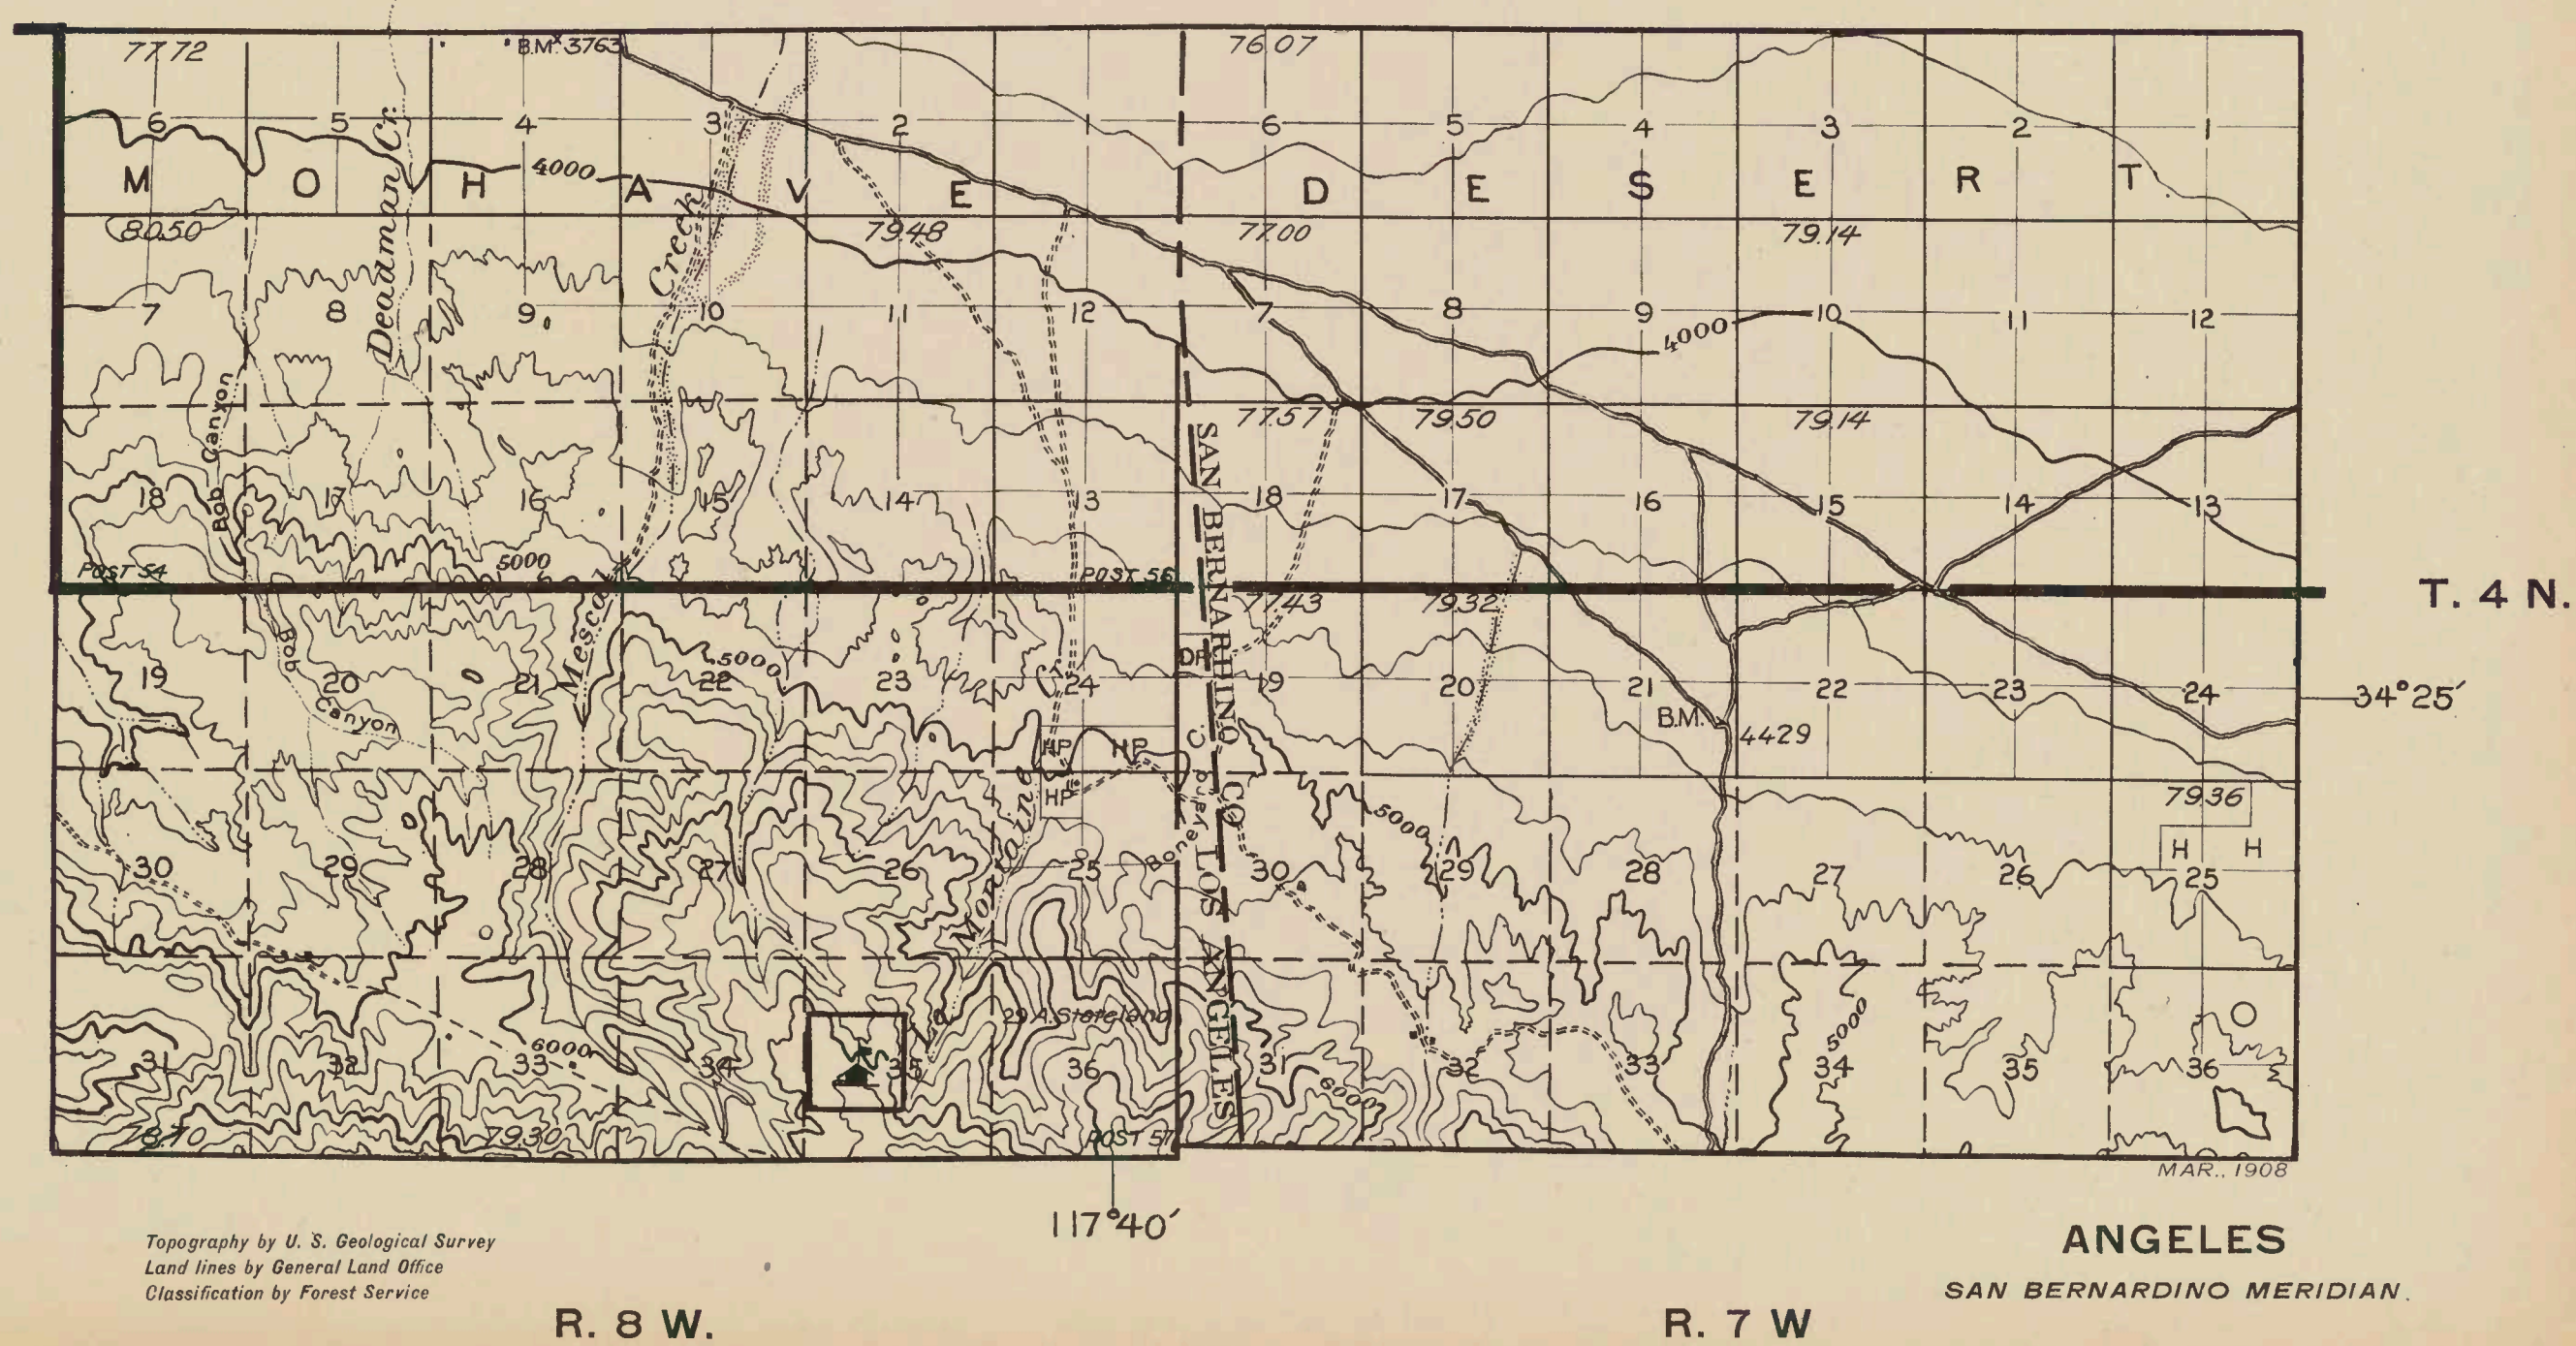 77.72
B.M.x 3763
76.07
6 5 4 3 2 1 6 5 4 3 2 1
MOHAVE DESERT
4000
80.50
79.48
77.00
79.14
Deadman Cr.
Mescal Creek
7 8 9 10 11 12 7 8 9 10 11 12
4000
77.57
79.50
79.14
Bob Canyon
18 17 16 15 14 13 18 17 16 15 14 13
5000
POST 54
POST 56
77.43
79.32
T. 4 N.
Bob Canyon
5000
DP
19 20 21 22 23 24 19 20 21 22 23 24
34°25′
B.M.
4429
HP HP
HP
79.36
H H
5000
Moraine Cr.
30 29 28 27 26 25 30 29 28 27 26 25
SAN BERNARDINO CO.
LOS ANGELES
29 A. State land
5000
6000
31 32 33 34 35 36 31 32 33 34 35 36
6000
78.70
79.30
POST 57
MAR., 1908
117°40′
Topography by U. S. Geological Survey
Land lines by General Land Office
Classification by Forest Service
ANGELES
SAN BERNARDINO MERIDIAN.
R. 8 W.
R. 7 W